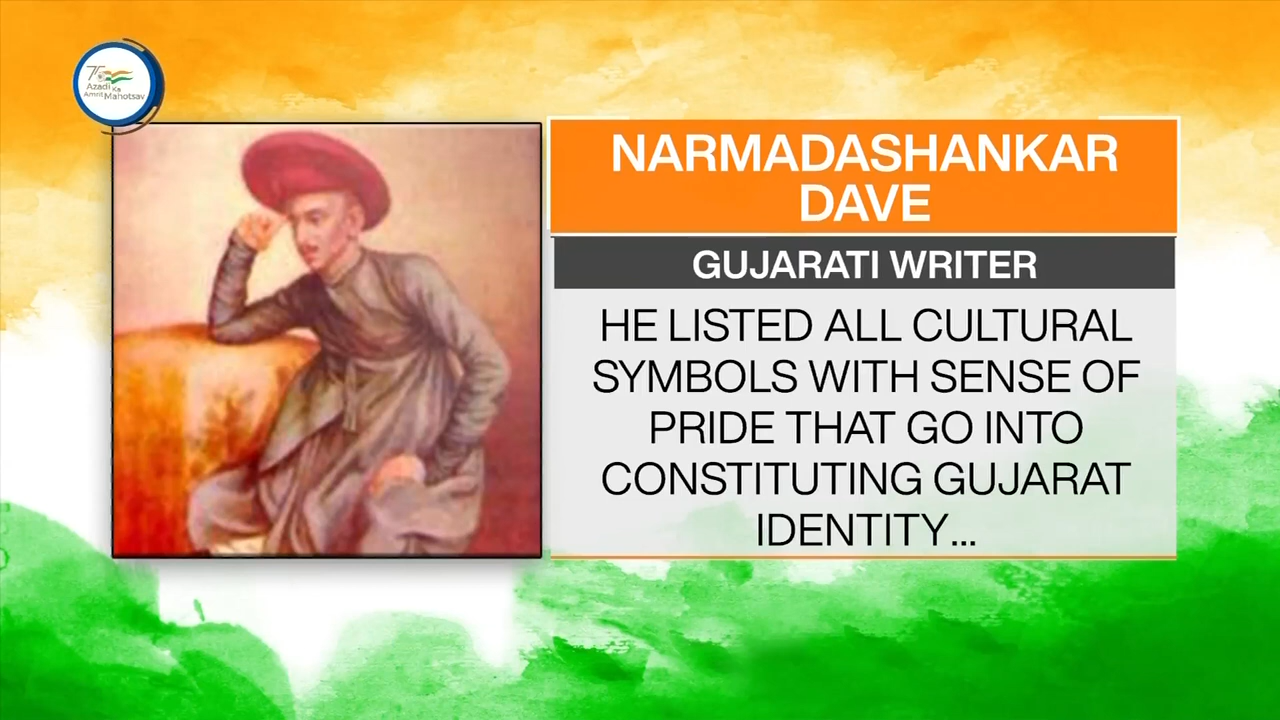 75
Azadi
Ka
Amrit Mahotsav
NARMADASHANKAR
DAVE
GUJARATI WRITER
HE LISTED ALL CULTURAL
SYMBOLS WITH SENSE OF
PRIDE THAT GO INTO
CONSTITUTING GUJARAT
IDENTITY...